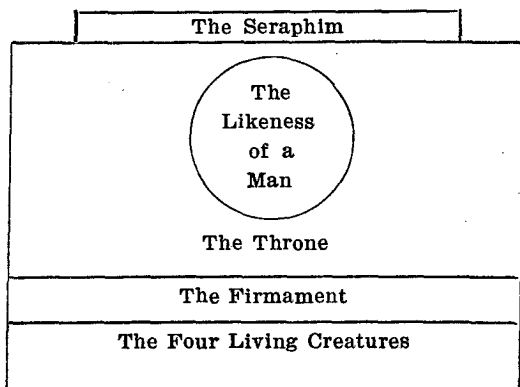 The Seraphim
The
Likeness
of a
Man
The Throne
The Firmament
The Four Living Creatures